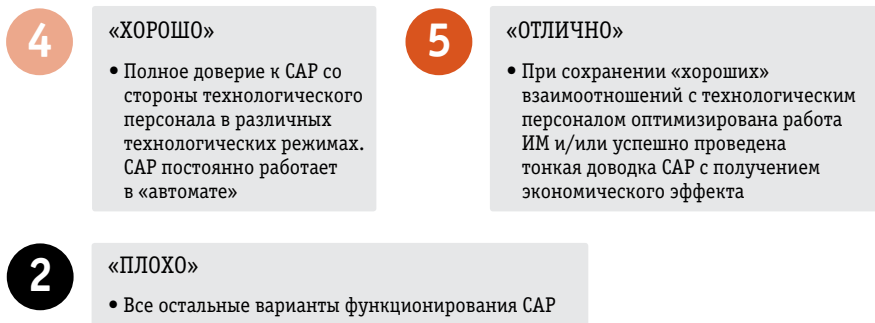 4
«ХОРОШО»
• Полное доверие к САР со
стороны технологического
персонала в различных
технологических режимах.
САР постоянно работает
в «автомате»
5
«ОТЛИЧНО»
• При сохранении «хороших»
взаимоотношений с технологическим
персоналом оптимизирована работа
ИМ и/или успешно проведена
тонкая доводка САР с получением
экономического эффекта
2
«ПЛОХО»
• Все остальные варианты функционирования САР